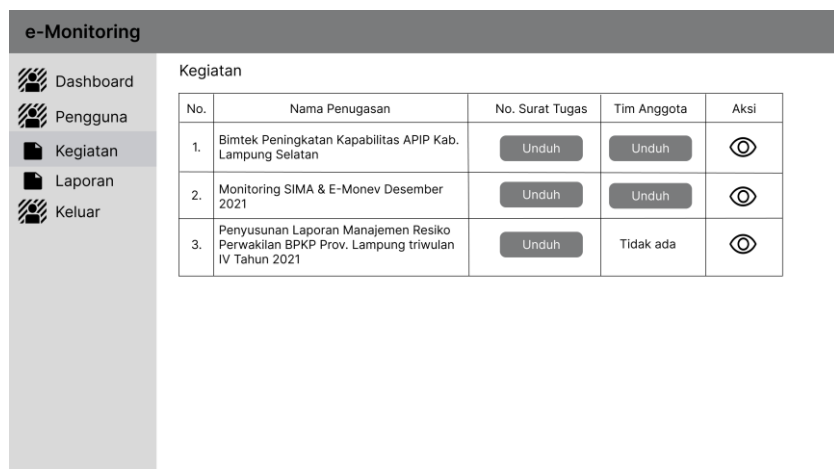 e-Monitoring
Dashboard
Pengguna
Kegiatan
Laporan
Keluar
Kegiatan
No. Nama Penugasan No. Surat Tugas Tim Anggota Aksi
1. Bimtek Peningkatan Kapabilitas APIP Kab. Unduh Unduh
Lampung Selatan
2. Monitoring SIMA & E-Monev Desember Unduh Unduh
2021
Penyusunan Laporan Manajemen Resiko
3. Perwakilan BPKP Prov. Lampung triwulan Unduh Tidak ada
IV Tahun 2021